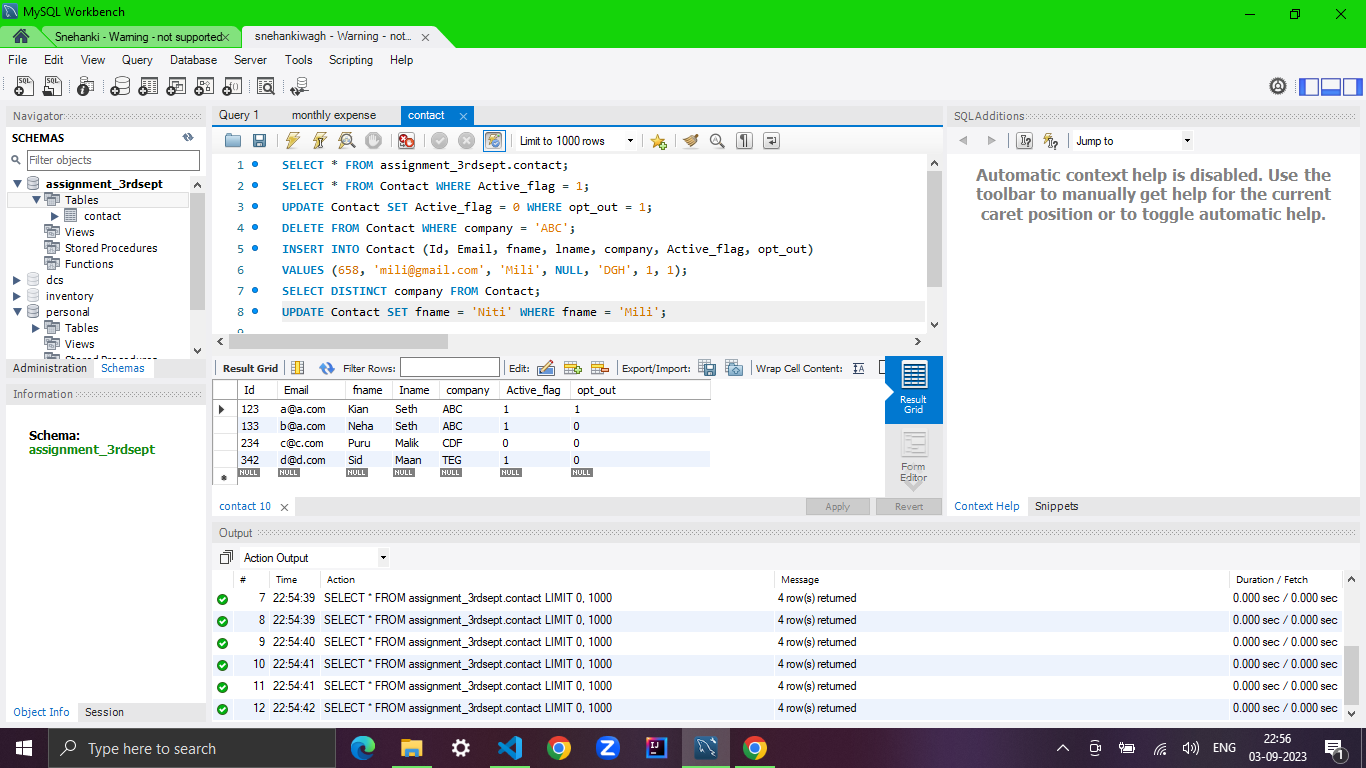 MySQL Workbench
Snehanki - Warning - not supported
snehankiwagh - Warning - not...
File Edit View Query Database Server Tools Scripting Help
Navigator
SCHEMAS
Filter objects
assignment_3rdsept
Tables
contact
Views
Stored Procedures
Functions
dcs
inventory
personal
Tables
Views
Stored Procedures
Administration Schemas
Information
Schema:
assignment_3rdsept
Object Info Session
Query 1 monthly expense contact
Limit to 1000 rows
1 SELECT * FROM assignment_3rdsept.contact;
2 SELECT * FROM Contact WHERE Active_flag = 1;
3 UPDATE Contact SET Active_flag = 0 WHERE opt_out = 1;
4 DELETE FROM Contact WHERE company = 'ABC';
5 INSERT INTO Contact (Id, Email, fname, lname, company, Active_flag, opt_out)
6 VALUES (658, 'mili@gmail.com', 'Mili', NULL, 'DGH', 1, 1);
7 SELECT DISTINCT company FROM Contact;
8 UPDATE Contact SET fname = 'Niti' WHERE fname = 'Mili';
9
Result Grid Filter Rows: Edit: Export/Import: Wrap Cell Content:
Id Email fname lname company Active_flag opt_out
123 a@a.com Kian Seth ABC 1 1
133 b@a.com Neha Seth ABC 1 0
234 c@c.com Puru Malik CDF 0 0
342 d@d.com Sid Maan TEG 1 0
NULL NULL NULL NULL NULL NULL NULL
Result
Grid
Form
Editor
contact 10
Apply Revert
SQLAdditions
Jump to
Automatic context help is disabled. Use the
toolbar to manually get help for the current
caret position or to toggle automatic help.
Context Help Snippets
Output
Action Output
# Time Action Message Duration / Fetch
7 22:54:39 SELECT * FROM assignment_3rdsept.contact LIMIT 0, 1000 4 row(s) returned 0.000 sec / 0.000 sec
8 22:54:39 SELECT * FROM assignment_3rdsept.contact LIMIT 0, 1000 4 row(s) returned 0.000 sec / 0.000 sec
9 22:54:40 SELECT * FROM assignment_3rdsept.contact LIMIT 0, 1000 4 row(s) returned 0.000 sec / 0.000 sec
10 22:54:41 SELECT * FROM assignment_3rdsept.contact LIMIT 0, 1000 4 row(s) returned 0.000 sec / 0.000 sec
11 22:54:41 SELECT * FROM assignment_3rdsept.contact LIMIT 0, 1000 4 row(s) returned 0.000 sec / 0.000 sec
12 22:54:42 SELECT * FROM assignment_3rdsept.contact LIMIT 0, 1000 4 row(s) returned 0.000 sec / 0.000 sec
Type here to search
ENG
22:56
03-09-2023
1